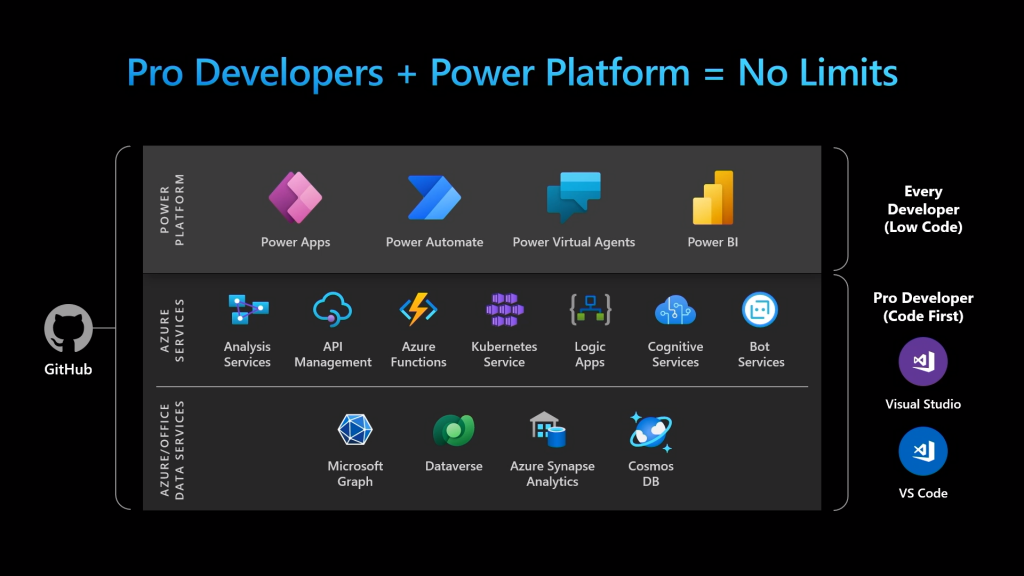 Pro Developers + Power Platform = No Limits
POWER
PLATFORM
Power Apps
Power Automate
Power Virtual Agents
Power BI
Every
Developer
(Low Code)
GitHub
AZURE
SERVICES
Analysis
Services
API
Management
Azure
Functions
Kubernetes
Service
Logic
Apps
Cognitive
Services
Bot
Services
Pro Developer
(Code First)
Visual Studio
VS Code
AZURE/OFFICE
DATA SERVICES
Microsoft
Graph
Dataverse
Azure Synapse
Analytics
Cosmos
DB